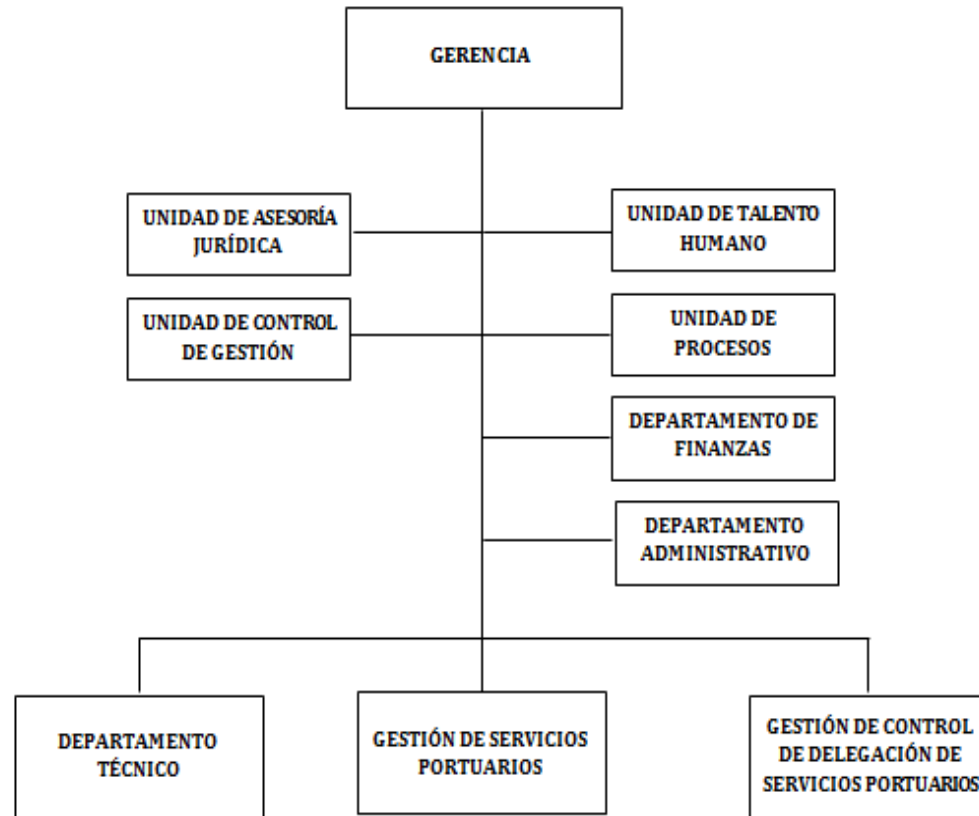 GERENCIA
UNIDAD DE ASESORÍA
JURÍDICA
UNIDAD DE TALENTO
HUMANO
UNIDAD DE CONTROL
DE GESTIÓN
UNIDAD DE
PROCESOS
DEPARTAMENTO DE
FINANZAS
DEPARTAMENTO
ADMINISTRATIVO
DEPARTAMENTO
TÉCNICO
GESTIÓN DE SERVICIOS
PORTUARIOS
GESTIÓN DE CONTROL
DE DELEGACIÓN DE
SERVICIOS PORTUARIOS